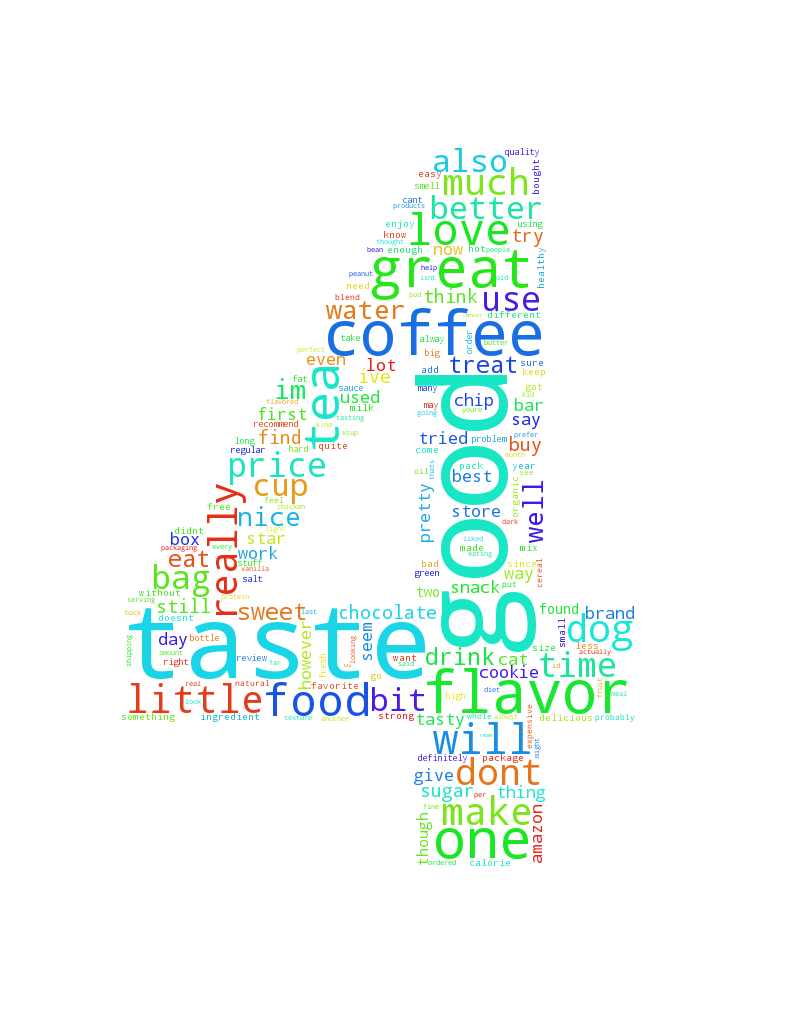 quality
also
easy
bought
much
smell
cant
products
better
enjoy
love
using
know
try
thought
bean
enough
now
hot
people
healthy
great
help
isnt
peanut
old
need
pod
think
use
blend
water
different
coffee
take
alway
order
butter
perfect
even
big
lot
treat
sure
tea
ive
add
keep
fat
im
sauce
many
good
chip
kid
got
flavored
used
milk
may
bar
first
tasting
going
youre
say
recommend
kind
find
kcup
tried
problem
prefer
buy
long
regular
hard
quite
come
price
thats
pack
year
month
oil
best
see
cup
really
organic
well
feel
free
chicken
pretty
store
nice
dark
light
didnt
star
liked
box
packaging
every
work
made
eating
mix
amount
eat
stuff
vanilla
bad
since
cereal
bag
salt
green
way
without
protein
snack
put
serving
still
two
back
sweet
last
chocolate
found
brand
doesnt
taste
day
bottle
however
seem
small
dog
size
less
actually
shipping
right
review
far
fresh
looking
want
said
drink
cat
time
natural
real
go
cookie
id
little
food
favorite
bit
high
diet
flavor
fruit
meal
look
something
ingredient
texture
another
strong
tasty
whole
almost
delicious
probably
will
expensive
might
definitely
package
give
dont
sugar
per
thing
fine
make
though
one
amazon
ordered
calorie